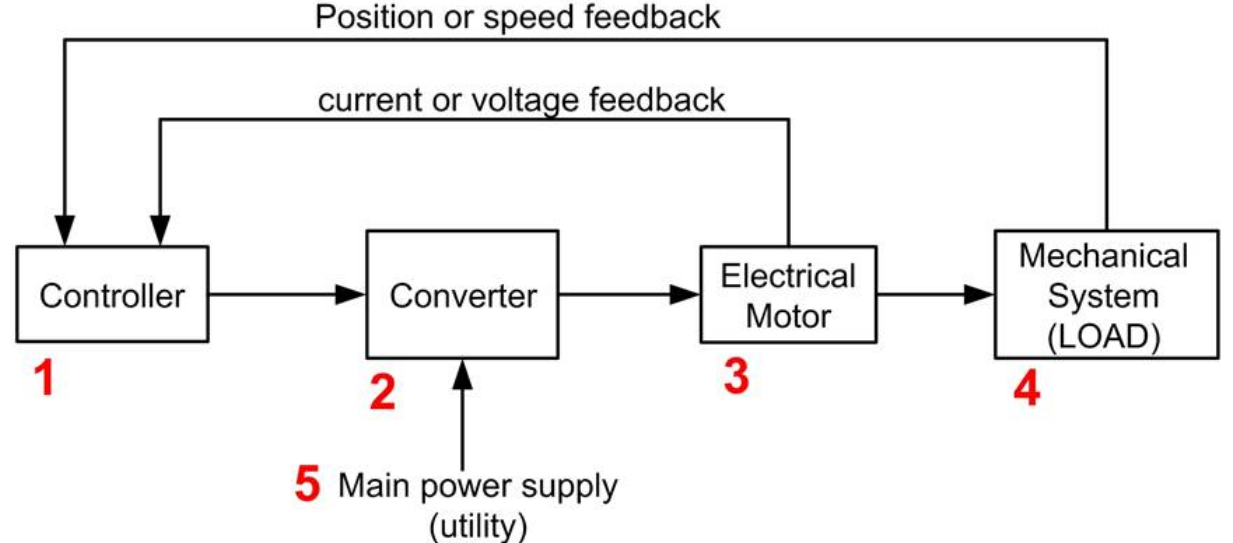 Position or speed feedback
current or voltage feedback
Controller
Converter
Electrical
Motor
Mechanical
System
(LOAD)
1
2
3
4
5 Main power supply
(utility)